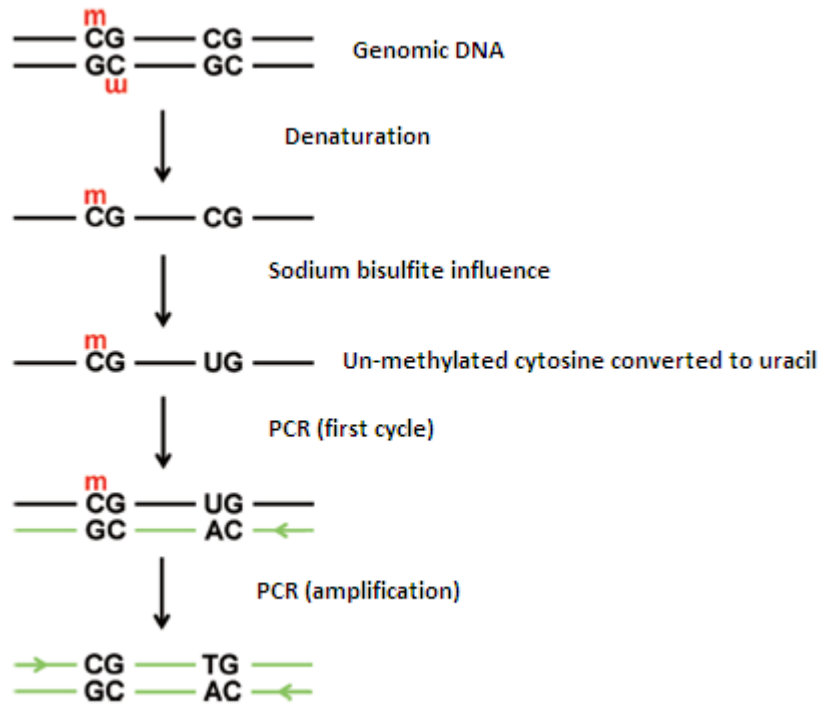 m
CG CG
GC GC
m
Genomic DNA
Denaturation
m
CG CG
Sodium bisulfite influence
m
CG UG
Un-methylated cytosine converted to uracil
PCR (first cycle)
m
CG UG
GC AC
PCR (amplification)
CG TG
GC AC